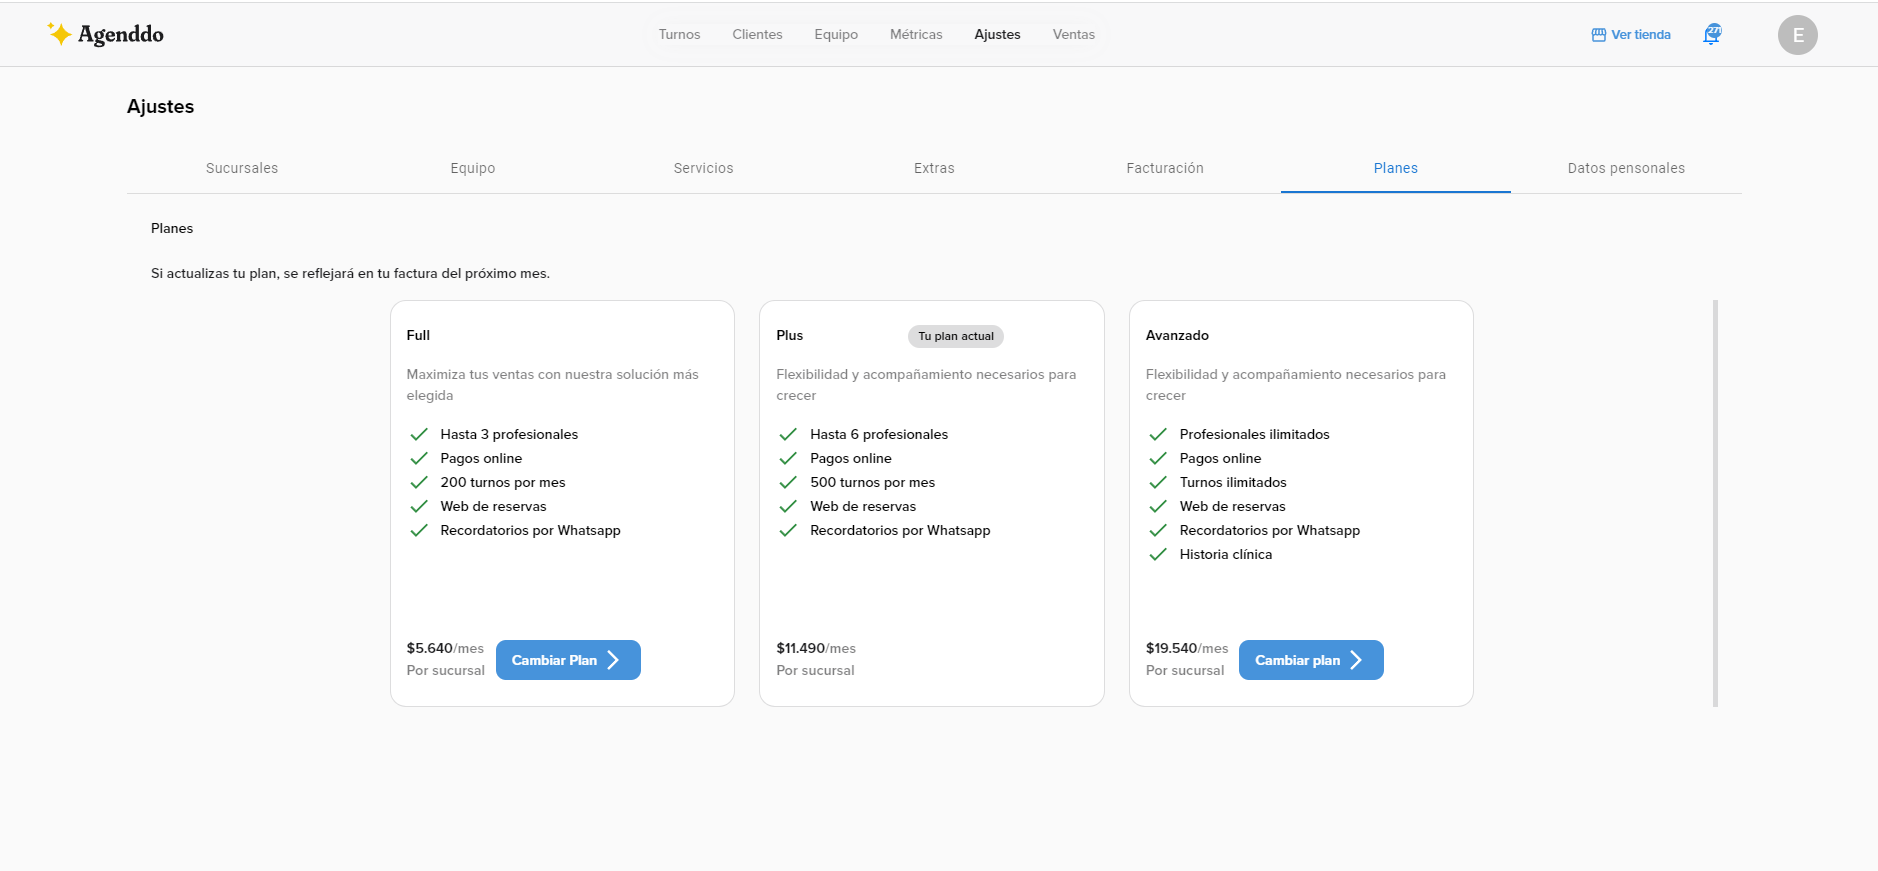 Agenddo
Turnos
Clientes
Equipo
Métricas
Ajustes
Ventas
Ver tienda
E
Ajustes
Sucursales
Equipo
Servicios
Extras
Facturación
Planes
Datos pensonales
Planes
Si actualizas tu plan, se reflejará en tu factura del próximo mes.
Full
Maximiza tus ventas con nuestra solución más
elegida
Hasta 3 profesionales
Pagos online
200 turnos por mes
Web de reservas
Recordatorios por Whatsapp
$5.640/mes
Por sucursal
Cambiar Plan
Plus
Tu plan actual
Flexibilidad y acompañamiento necesarios para
crecer
Hasta 6 profesionales
Pagos online
500 turnos por mes
Web de reservas
Recordatorios por Whatsapp
$11.490/mes
Por sucursal
Avanzado
Flexibilidad y acompañamiento necesarios para
crecer
Profesionales ilimitados
Pagos online
Turnos ilimitados
Web de reservas
Recordatorios por Whatsapp
Historia clínica
$19.540/mes
Por sucursal
Cambiar plan